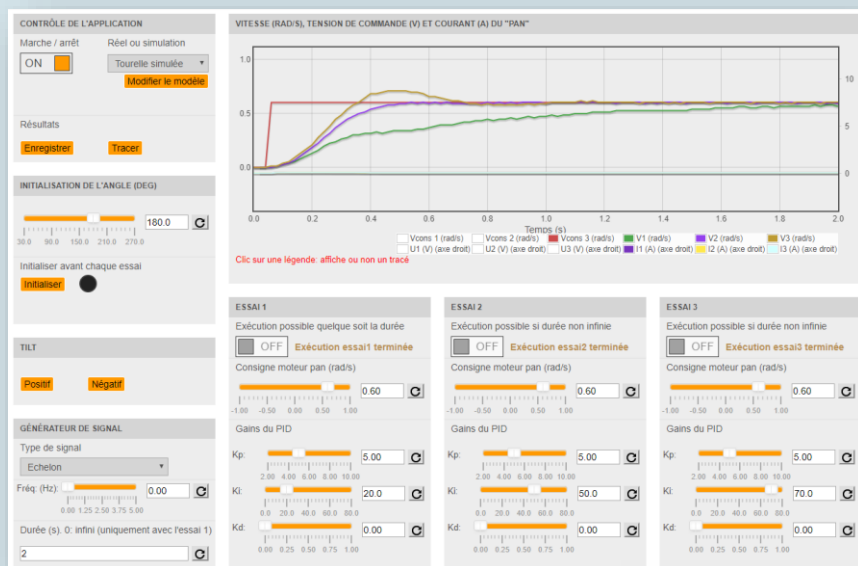 CONTRÔLE DE L'APPLICATION
Marche / arrêt Réel ou simulation
ON Tourelle simulée
Modifier le modèle
Résultats
Enregistrer Tracer
INITIALISATION DE L'ANGLE (DEG)
180.0
30.0 90.0 150.0 210.0 270.0
Initialiser avant chaque essai
Initialiser
TILT
Positif Négatif
GÉNÉRATEUR DE SIGNAL
Type de signal
Echelon
Fréq: (Hz): 0.00
0.00 1.25 2.50 3.75 5.00
Durée (s). 0: infini (uniquement avec l'essai 1)
2
VITESSE (RAD/S), TENSION DE COMMANDE (V) ET COURANT (A) DU "PAN"
1.0
10
0.5
5
0.0
0
0.0 0.2 0.4 0.6 0.8 1.0 1.2 1.4 1.6 1.8 2.0
Temps (s)
Vcons 1 (rad/s) Vcons 2 (rad/s) Vcons 3 (rad/s) V1 (rad/s) V2 (rad/s) V3 (rad/s)
U1 (V) (axe droit) U2 (V) (axe droit) U3 (V) (axe droit) I1 (A) (axe droit) I2 (A) (axe droit) I3 (A) (axe droit)
Clic sur une légende: affiche ou non un tracé
ESSAI 1
Exécution possible quelque soit la durée
OFF Exécution essai1 terminée
Consigne moteur pan (rad/s)
0.60
-1.00 -0.50 0.00 0.50 1.00
Gains du PID
Kp: 5.00
2.00 4.00 6.00 8.00 10.00
Ki: 20.0
0.0 20.0 40.0 60.0 80.0
Kd: 0.00
0.00 0.25 0.50 0.75 1.00
ESSAI 2
Exécution possible si durée non infinie
OFF Exécution essai2 terminée
Consigne moteur pan (rad/s)
0.60
-1.00 -0.50 0.00 0.50 1.00
Gains du PID
Kp: 5.00
2.00 4.00 6.00 8.00 10.00
Ki: 50.0
0.0 20.0 40.0 60.0 80.0
Kd: 0.00
0.00 0.25 0.50 0.75 1.00
ESSAI 3
Exécution possible si durée non infinie
OFF Exécution essai3 terminée
Consigne moteur pan (rad/s)
0.60
-1.00 -0.50 0.00 0.50 1.00
Gains du PID
Kp: 5.00
2.00 4.00 6.00 8.00 10.00
Ki: 70.0
0.0 20.0 40.0 60.0 80.0
Kd: 0.00
0.00 0.25 0.50 0.75 1.00